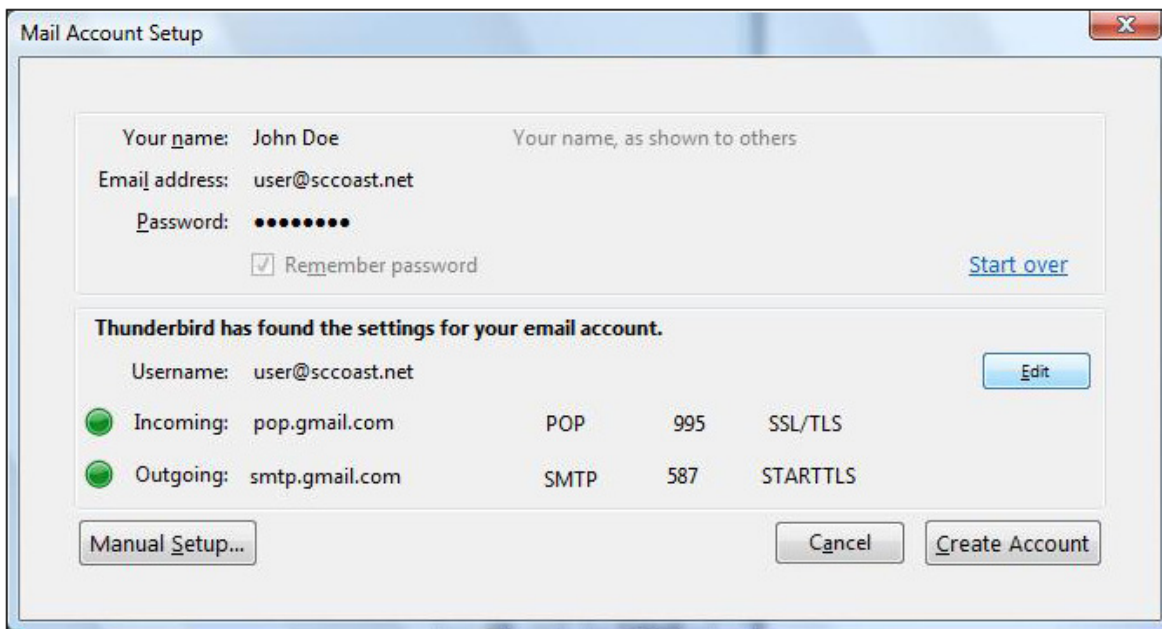 Mail Account Setup
Your name: John Doe Your name, as shown to others
Email address: user@sccoast.net
Password: ••••••••
Remember password Start over
Thunderbird has found the settings for your email account.
Username: user@sccoast.net Edit
Incoming: pop.gmail.com POP 995 SSL/TLS
Outgoing: smtp.gmail.com SMTP 587 STARTTLS
Manual Setup... Cancel Create Account